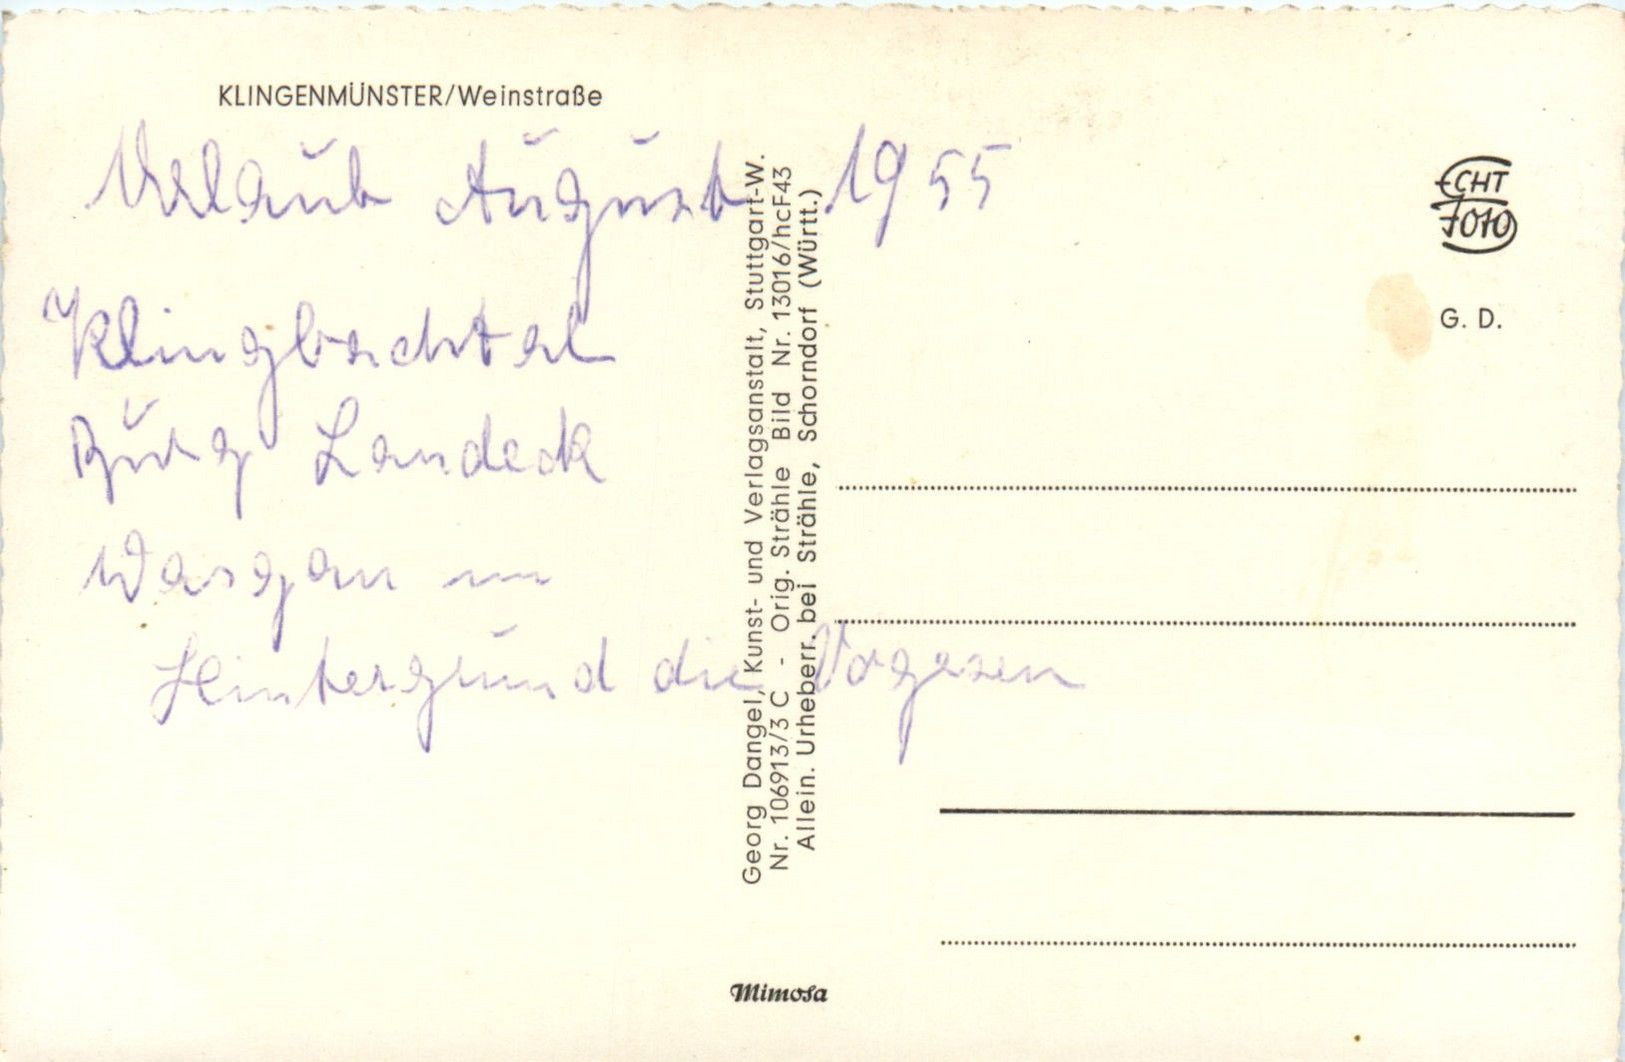 KLINGENMÜNSTER/Weinstraße
Urlaub August 1955
Klingbachtal
Burg Landeck
Wasgau im
Hintergrund die Vogesen
Georg Dangel, Kunst- und Verlagsanstalt, Stuttgart-W.
Nr. 106913/3 C - Orig. Strähle Bild Nr. 13016/hcF43
Allein. Urheberr. bei Strähle, Schorndorf (Württ.)
ECHT
FOTO
G. D.
Mimosa